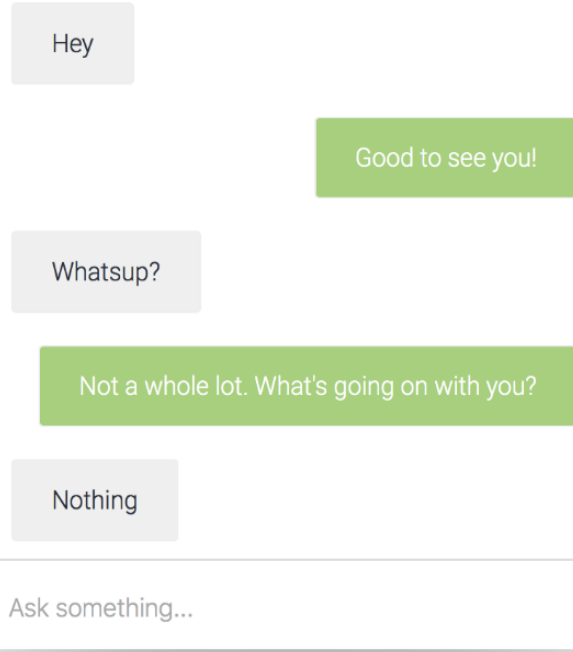 Hey
Good to see you!
Whatsup?
Not a whole lot. What's going on with you?
Nothing
Ask something...